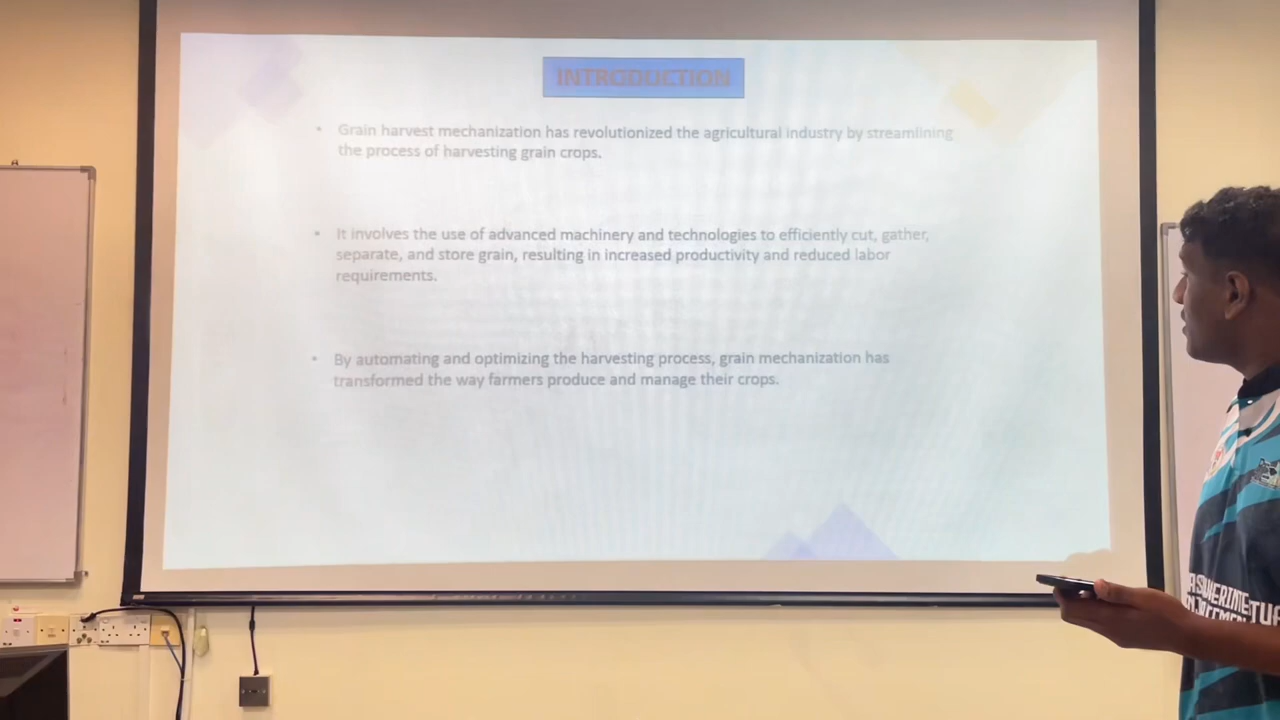 INTRODUCTION
• Grain harvest mechanization has revolutionized the agricultural industry by streamlining
the process of harvesting grain crops.
• It involves the use of advanced machinery and technologies to efficiently cut, gather,
separate, and store grain, resulting in increased productivity and reduced labor
requirements.
• By automating and optimizing the harvesting process, grain mechanization has
transformed the way farmers produce and manage their crops.